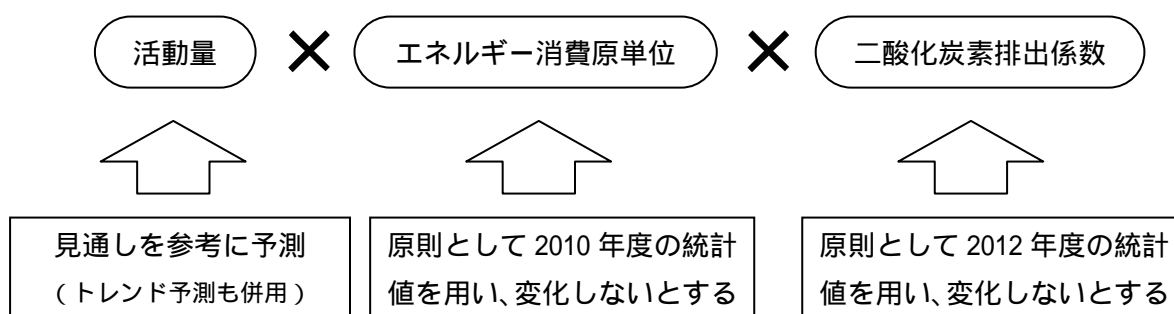 活動量 × エネルギー消費原単位 × 二酸化炭素排出係数
見通しを参考に予測
（トレンド予測も併用）
原則として 2010 年度の統計
値を用い、変化しないとする
原則として 2012 年度の統計
値を用い、変化しないとする